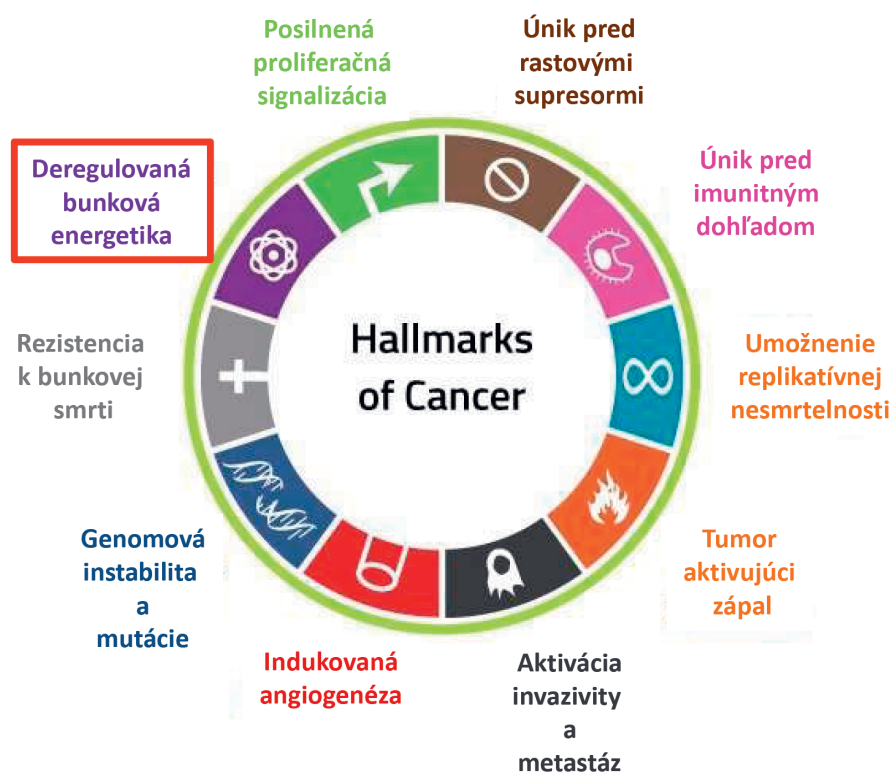 Posilnená
proliferačná
signalizácia
Únik pred
rastovými
supresormi
Deregulovaná
bunková
energetika
Únik pred
imunitným
dohľadom
Hallmarks
of Cancer
Rezistencia
k bunkovej
smrti
Umožnenie
replikatívnej
nesmrtelnosti
Genomová
instabilita
a
mutácie
Tumor
aktivujúci
zápal
Indukovaná
angiogenéza
Aktivácia
invazivity
a
metastáz